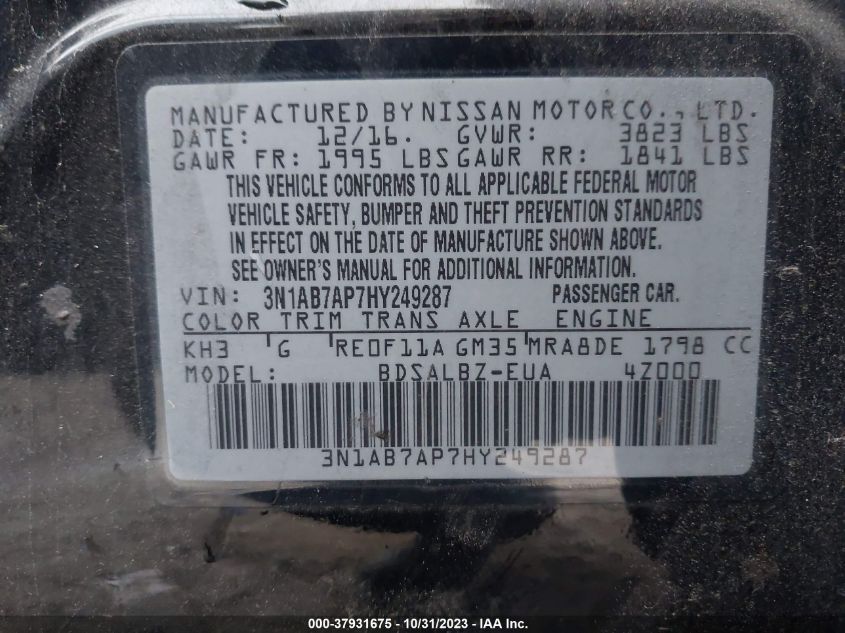 MANUFACTURED BY NISSAN MOTOR CO., LTD.
DATE: 12/16. GVWR: 3823 LBS
GAWR FR: 1995 LBS GAWR RR: 1841 LBS
THIS VEHICLE CONFORMS TO ALL APPLICABLE FEDERAL MOTOR
VEHICLE SAFETY, BUMPER AND THEFT PREVENTION STANDARDS
IN EFFECT ON THE DATE OF MANUFACTURE SHOWN ABOVE.
SEE OWNER'S MANUAL FOR ADDITIONAL INFORMATION.
VIN: 3N1AB7AP7HY249287 PASSENGER CAR.
COLOR TRIM TRANS AXLE ENGINE
KH3 G RE0F11A GM35 MRA8DE 1798 CC
MODEL: BDSALBZ-EUA 4Z000
3N1AB7AP7HY249287
000-37931675 - 10/31/2023 - IAAI.com